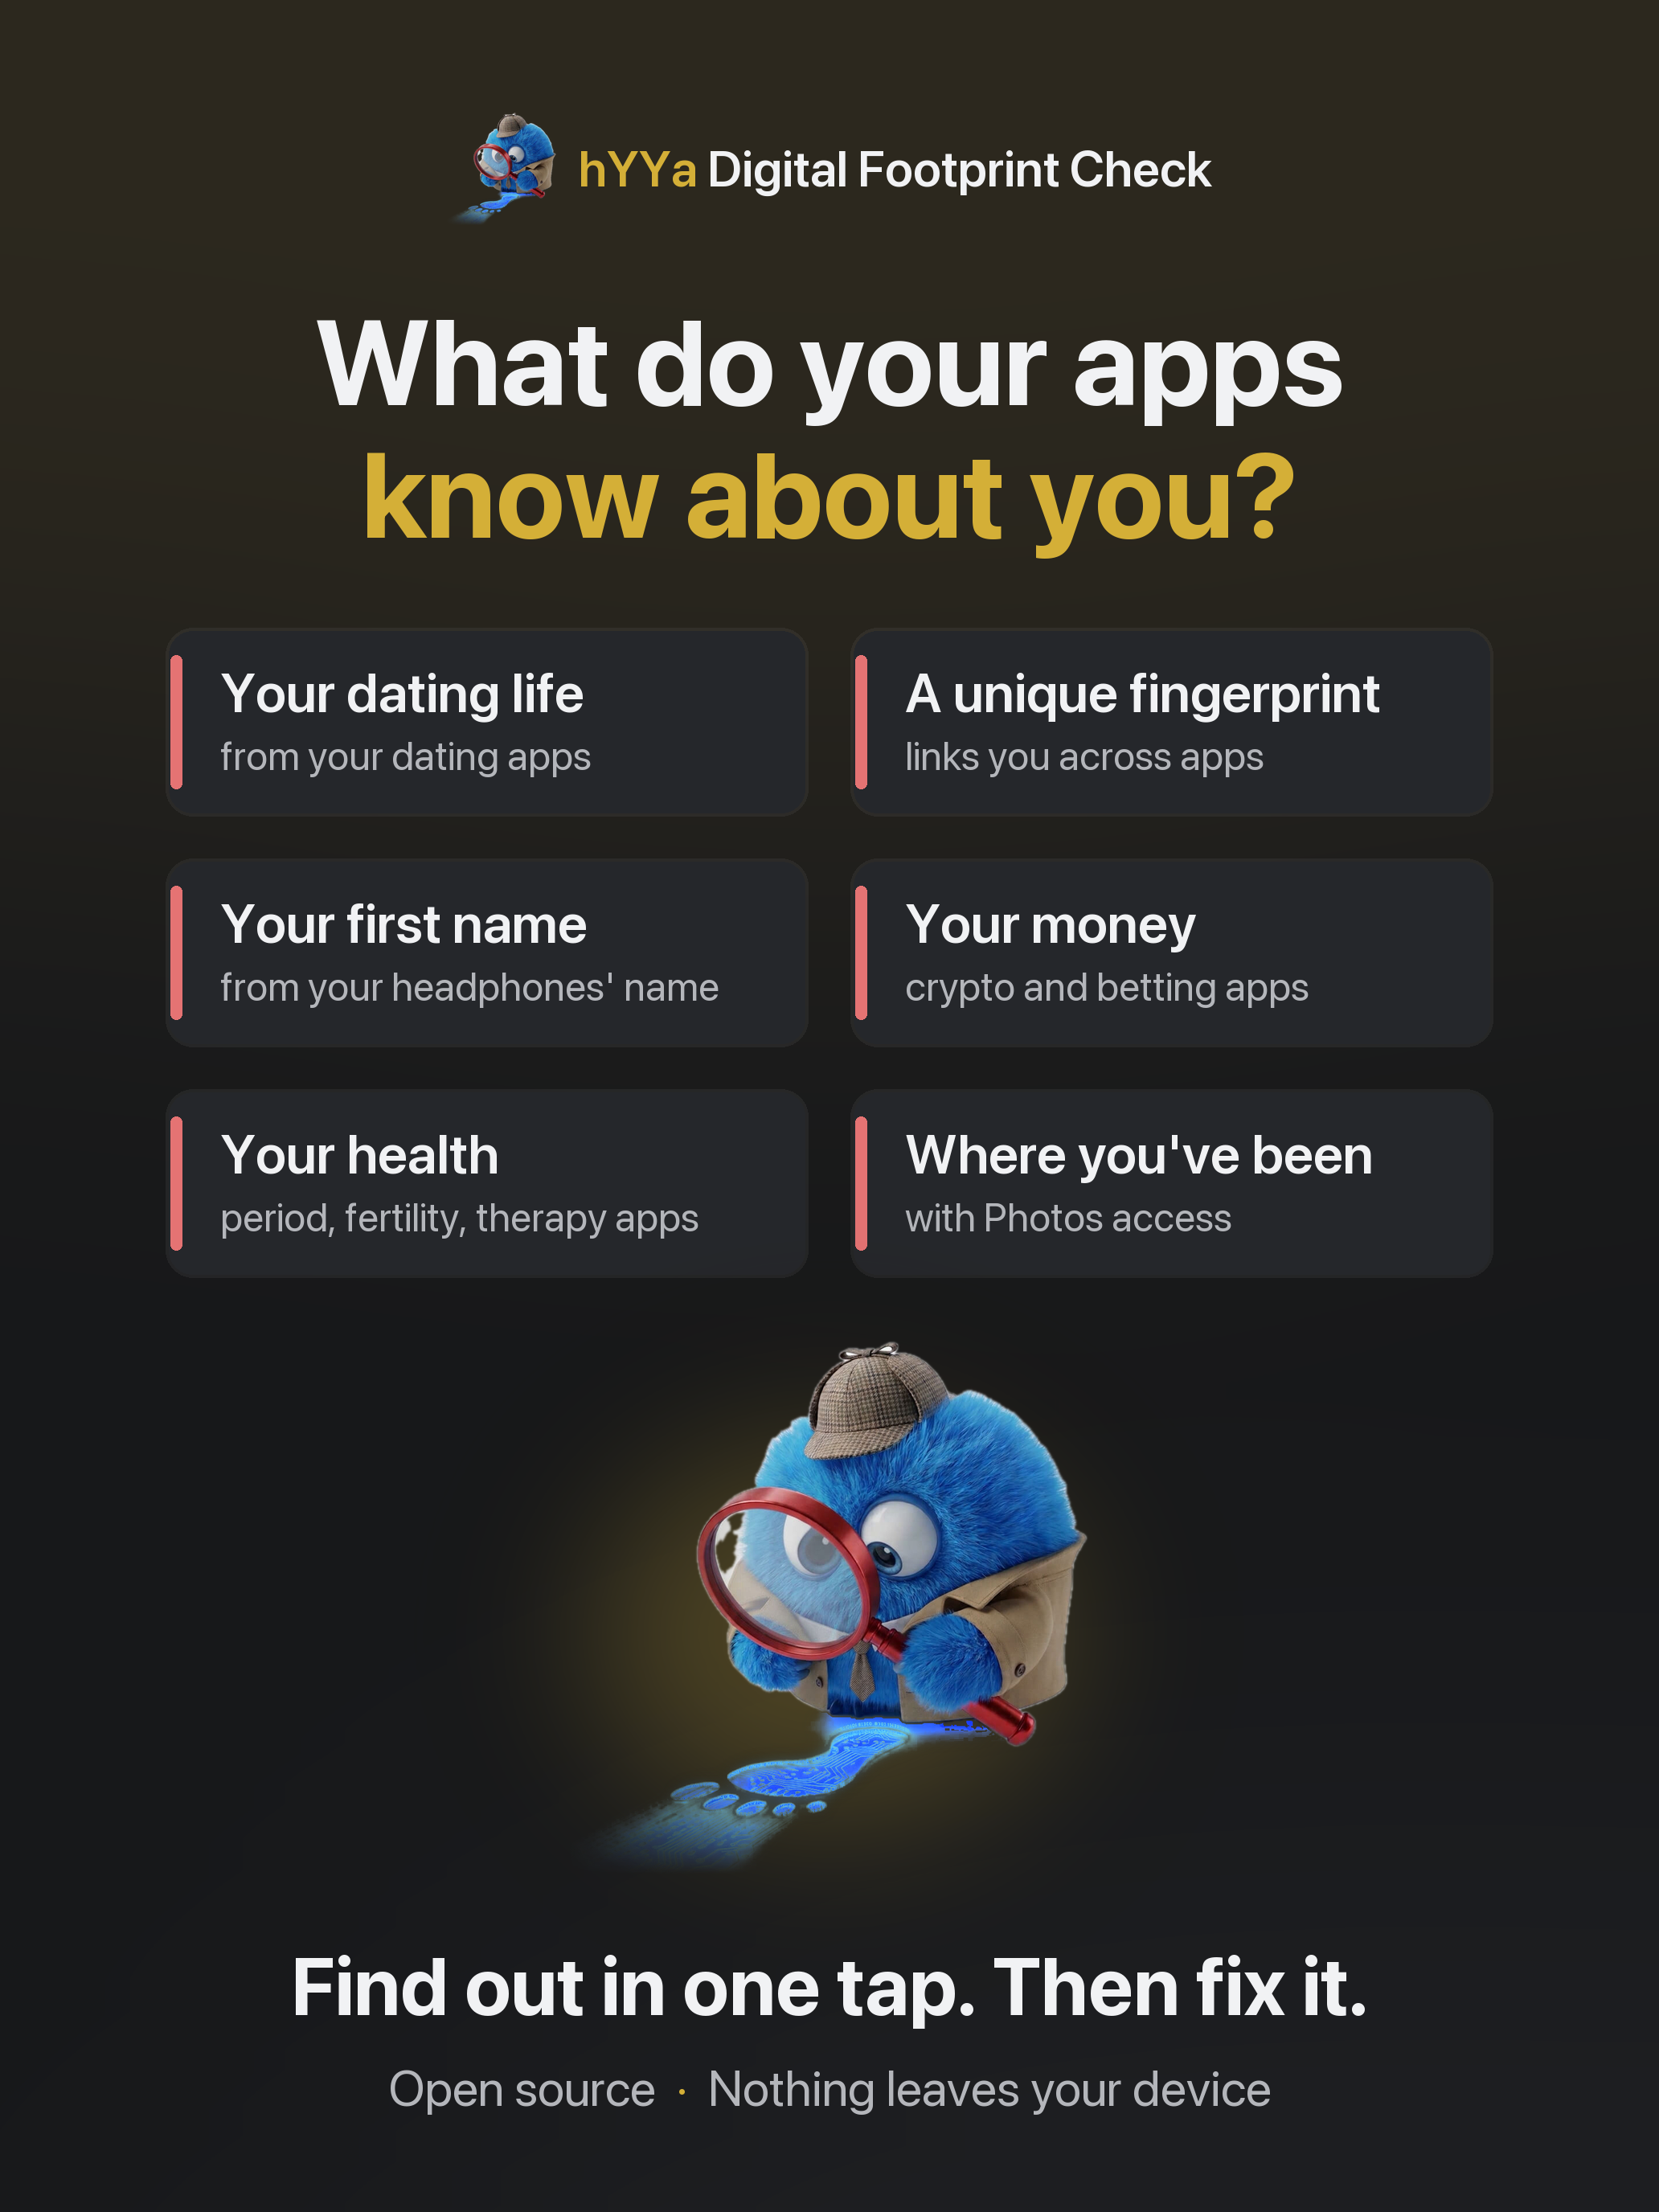 hYYa Digital Footprint Check
What do your apps
know about you?
Your dating life
from your dating apps
A unique fingerprint
links you across apps
Your first name
from your headphones' name
Your money
crypto and betting apps
Your health
period, fertility, therapy apps
Where you've been
with Photos access
Find out in one tap. Then fix it.
Open source · Nothing leaves your device